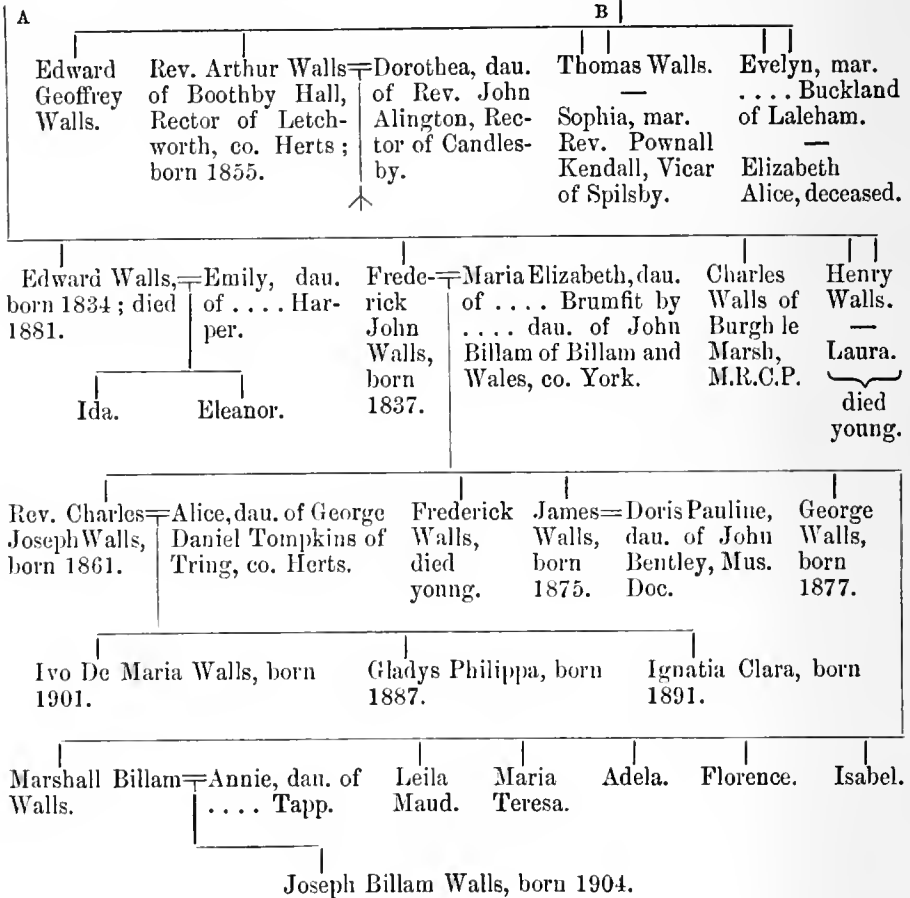 A
B
Edward Geoffrey Walls.
Rev. Arthur Walls=Dorothea, dau.
of Boothby Hall, of Rev. John
Rector of Letch- Alington, Rec-
worth, co. Herts; tor of Candles-
born 1855. by.
Thomas Walls.
—
Sophia, mar.
Rev. Pownall
Kendall, Vicar
of Spilsby.
Evelyn, mar.
.... Buckland
of Laleham.
—
Elizabeth
Alice, deceased.
Edward Walls,=Emily, dau.
born 1834; died of .... Har-
1881. per.
Ida.
Eleanor.
Frede-=Maria Elizabeth, dau.
rick of .... Brumfit by
John .... dau. of John
Walls, Billam of Billam and
born Wales, co. York.
1837.
Charles
Walls of
Burgh le
Marsh,
M.R.C.P.
Henry
Walls.
—
Laura.
died
young.
Rev. Charles=Alice, dau. of George
Joseph Walls, Daniel Tompkins of
born 1861. Tring, co. Herts.
Frederick
Walls,
died
young.
James=Doris Pauline,
Walls, dau. of John
born Bentley, Mus.
1875. Doc.
George
Walls,
born
1877.
Ivo De Maria Walls, born
1901.
Gladys Philippa, born
1887.
Ignatia Clara, born
1891.
Marshall Billam=Annie, dau. of
Walls. .... Tapp.
Leila
Maud.
Maria
Teresa.
Adela.
Florence.
Isabel.
Joseph Billam Walls, born 1904.